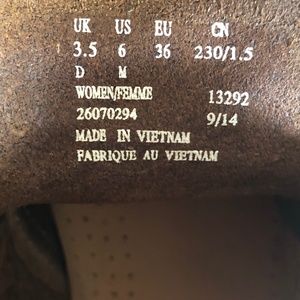 UK US EU CN
3.5 6 36 230/1.5
D M
WOMEN/FEMME 13292
26070294 9/14
MADE IN VIETNAM
FABRIQUE AU VIETNAM